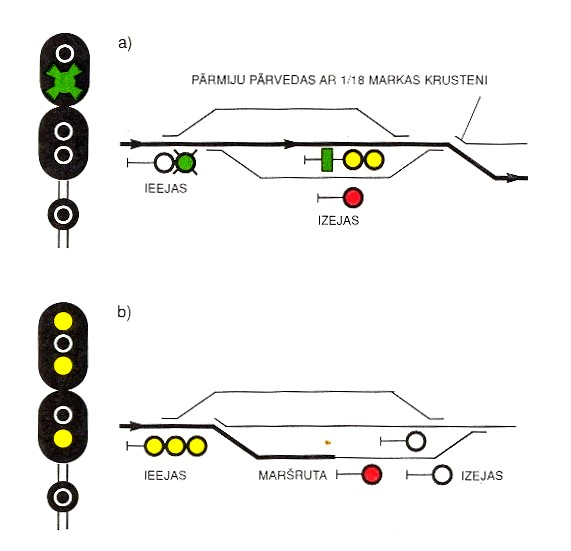 a)
PĀRMIJU PĀRVEDAS AR 1/18 MARKAS KRUSTENI
IEEJAS
IZEJAS
b)
IEEJAS
MARŠRUTA
IZEJAS